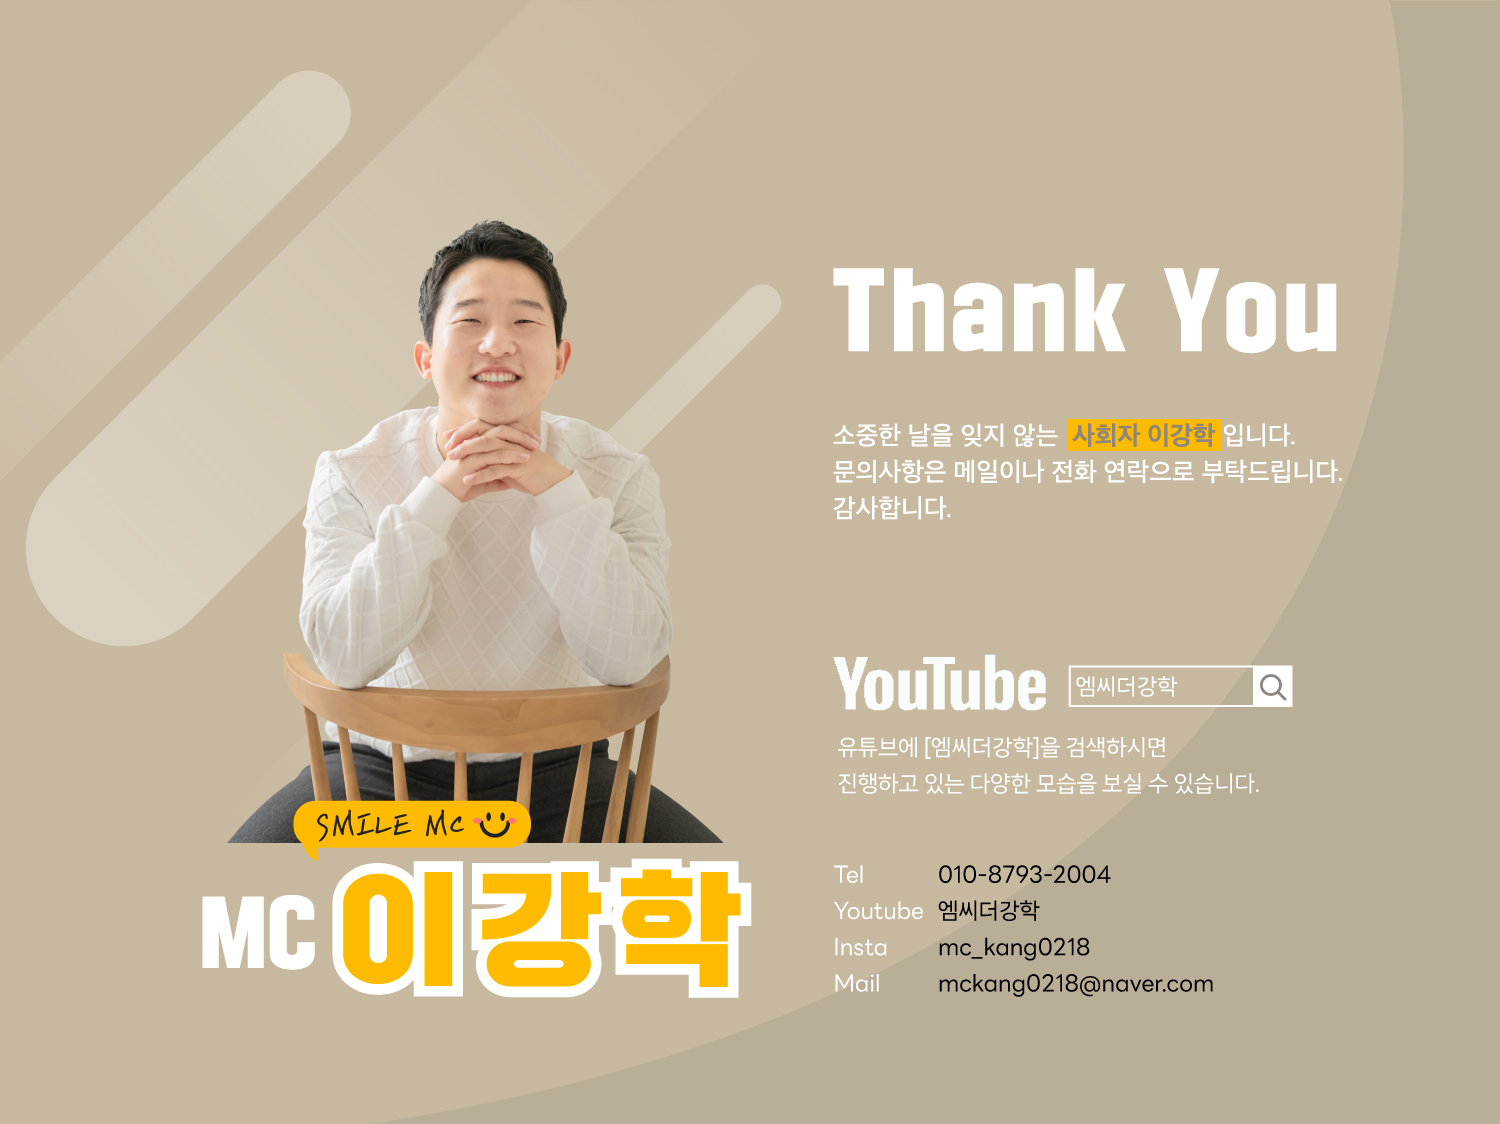 Thank You
소중한 날을 잊지 않는 사회자 이강학 입니다.
문의사항은 메일이나 전화 연락으로 부탁드립니다.
감사합니다.
YouTube 엠씨더강학
유튜브에 [엠씨더강학]을 검색하시면
진행하고 있는 다양한 모습을 보실 수 있습니다.
SMILE Mc
MC 이강학
Tel 010-8793-2004
Youtube 엠씨더강학
Insta mc_kang0218
Mail mckang0218@naver.com